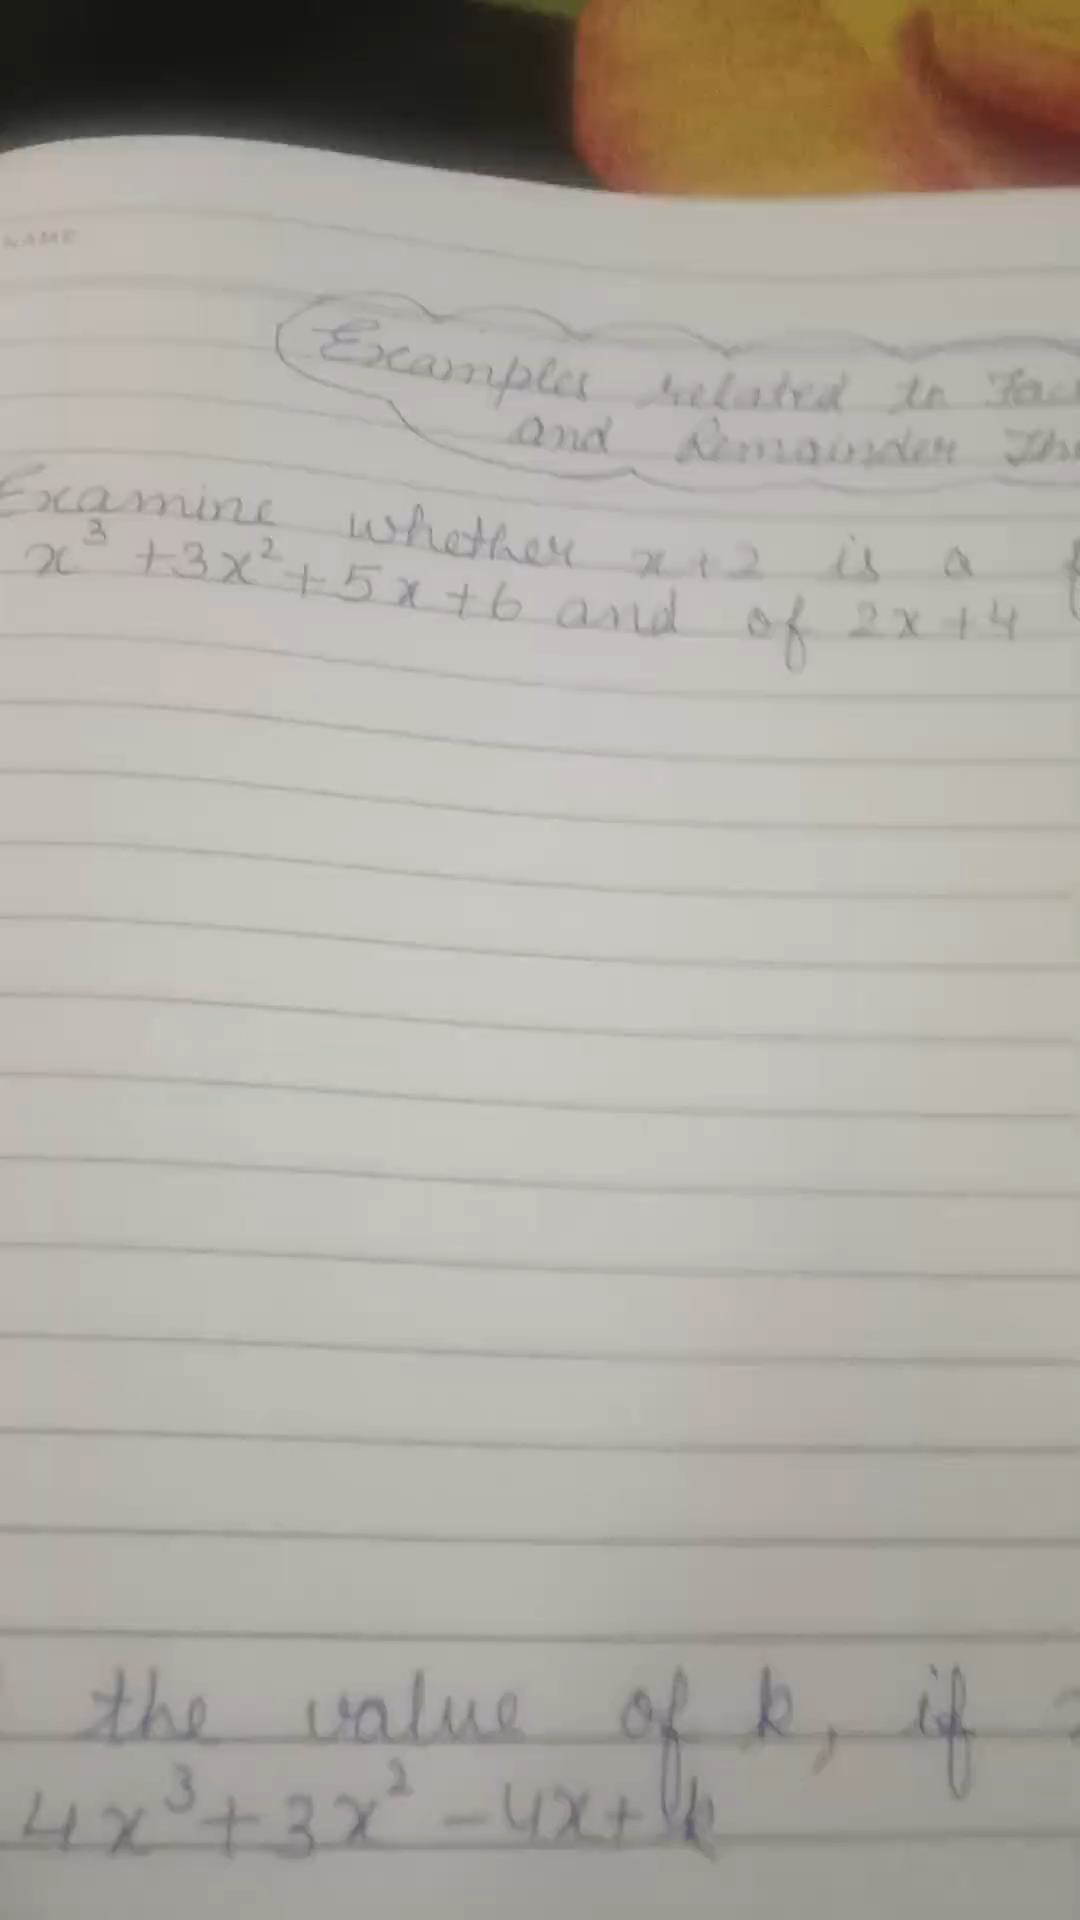 NAME
Examples related to
and Remainder
Examine whether x+2 is a
x³ +3x²+5x+6 and of 2x+4
the value of k, if
4x³+3x²-4x+k